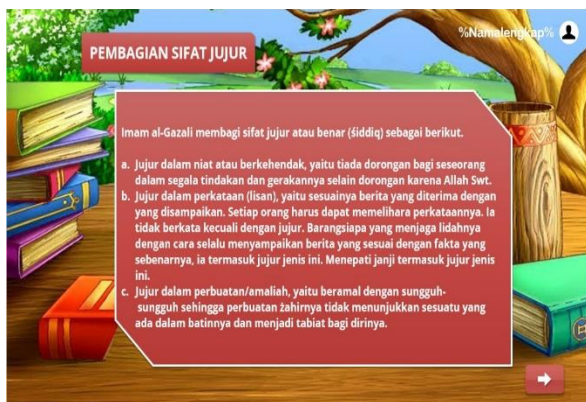 %Namalengkap%
PEMBAGIAN SIFAT JUJUR
Imam al-Gazali membagi sifat jujur atau benar (śiddiq) sebagai berikut.
a. Jujur dalam niat atau berkehendak, yaitu tiada dorongan bagi seseorang
dalam segala tindakan dan gerakannya selain dorongan karena Allah Swt.
b. Jujur dalam perkataan (lisan), yaitu sesuainya berita yang diterima dengan
yang disampaikan. Setiap orang harus dapat memelihara perkataannya. Ia
tidak berkata kecuali dengan jujur. Barangsiapa yang menjaga lidahnya
dengan cara selalu menyampaikan berita yang sesuai dengan fakta yang
sebenarnya, ia termasuk jujur jenis ini. Menepati janji termasuk jujur jenis
ini.
c. Jujur dalam perbuatan/amaliah, yaitu beramal dengan sungguh-
sungguh sehingga perbuatan żahirnya tidak menunjukkan sesuatu yang
ada dalam batinnya dan menjadi tabiat bagi dirinya.